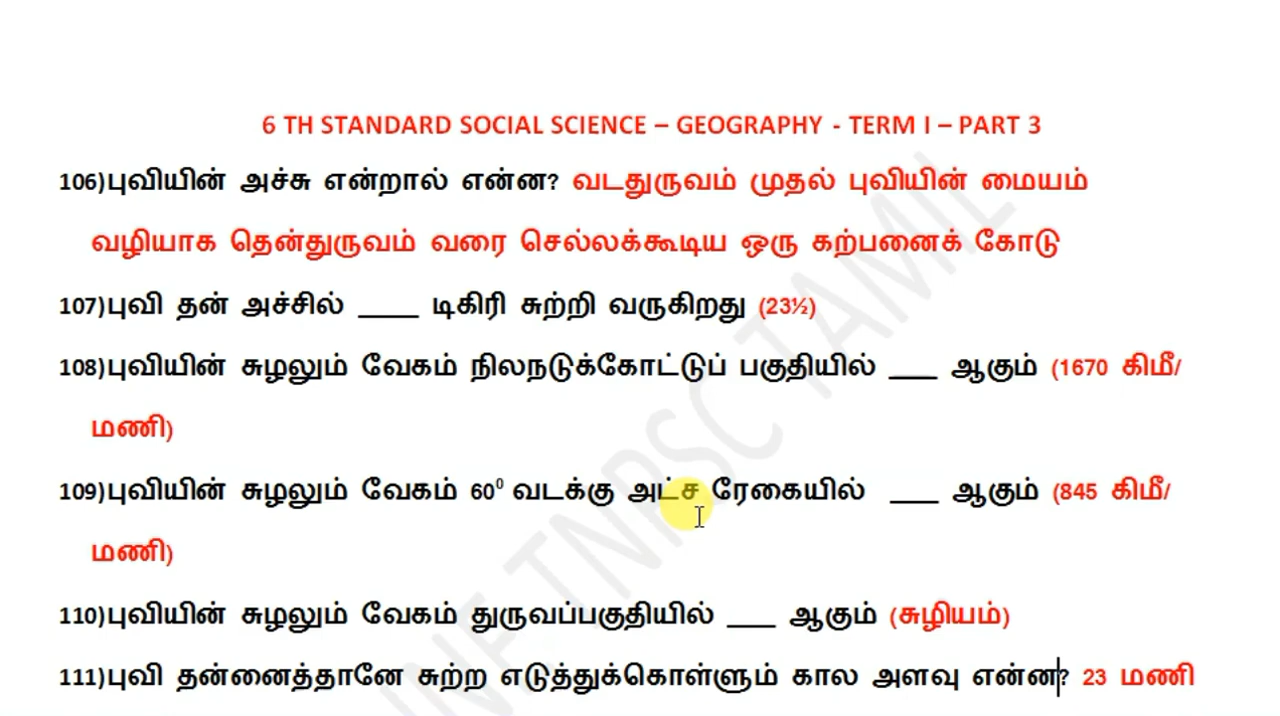 6 TH STANDARD SOCIAL SCIENCE – GEOGRAPHY - TERM I – PART 3
106)புவியின் அச்சு என்றால் என்ன? வடதுருவம் முதல் புவியின் மையம்
வழியாக தென்துருவம் வரை செல்லக்கூடிய ஒரு கற்பனைக் கோடு
107)புவி தன் அச்சில் ____ டிகிரி சுற்றி வருகிறது (23½)
108)புவியின் சுழலும் வேகம் நிலநடுக்கோட்டுப் பகுதியில் ____ ஆகும் (1670 கிமீ/
மணி)
109)புவியின் சுழலும் வேகம் 60⁰ வடக்கு அட்ச ரேகையில் ____ ஆகும் (845 கிமீ/
மணி)
110)புவியின் சுழலும் வேகம் துருவப்பகுதியில் ____ ஆகும் (சுழியம்)
111)புவி தன்னைத்தானே சுற்ற எடுத்துக்கொள்ளும் கால அளவு என்ன? 23 மணி
TNPSC TAMIL